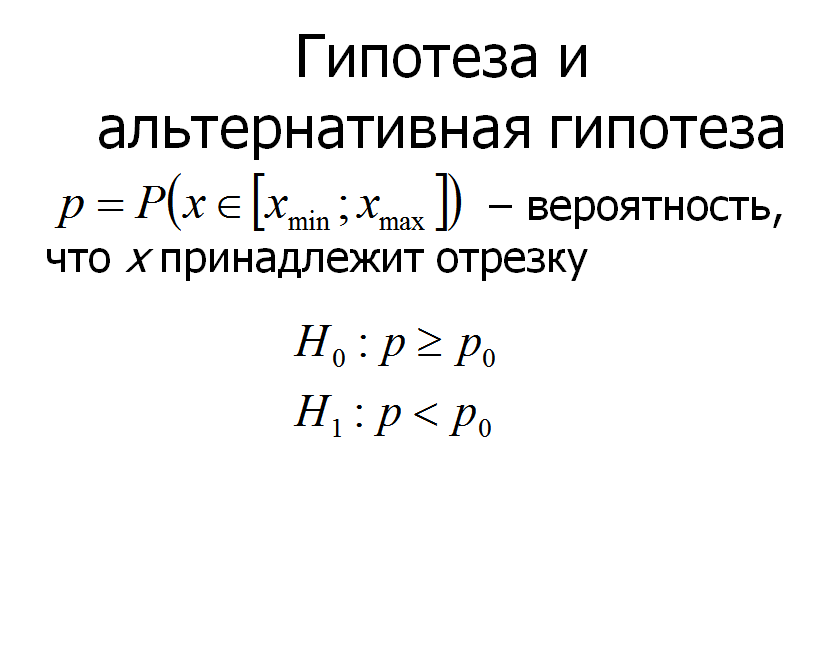 Гипотеза и
альтернативная гипотеза
p = P(x ∈ [x_min ; x_max]) – вероятность,
что x принадлежит отрезку
H_0 : p ≥ p_0
H_1 : p < p_0